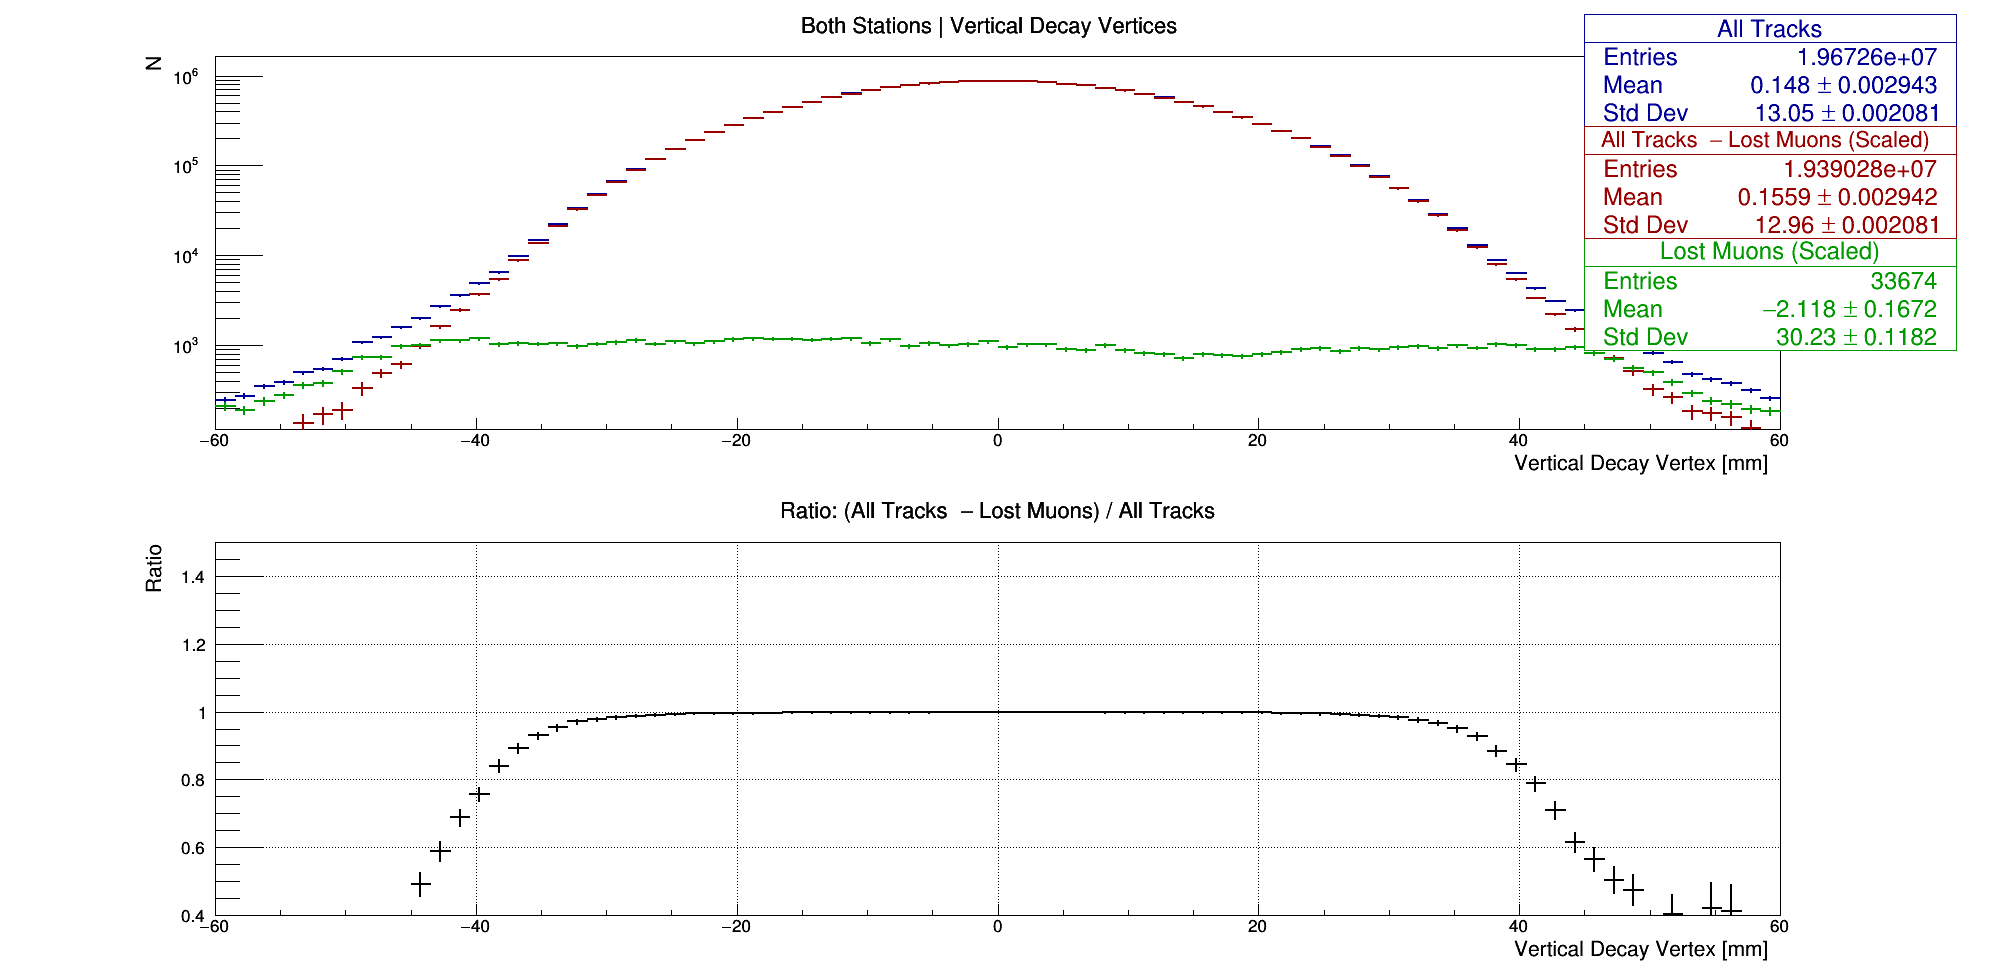 Both Stations | Vertical Decay Vertices
N
10^6
10^5
10^4
10^3
−60 −40 −20 0 20 40 60
Vertical Decay Vertex [mm]
All Tracks
Entries 1.96726e+07
Mean 0.148 ± 0.002943
Std Dev 13.05 ± 0.002081
All Tracks − Lost Muons (Scaled)
Entries 1.939028e+07
Mean 0.1559 ± 0.002942
Std Dev 12.96 ± 0.002081
Lost Muons (Scaled)
Entries 33674
Mean −2.118 ± 0.1672
Std Dev 30.23 ± 0.1182
Ratio: (All Tracks − Lost Muons) / All Tracks
Ratio
1.4
1.2
1
0.8
0.6
0.4
−60 −40 −20 0 20 40 60
Vertical Decay Vertex [mm]